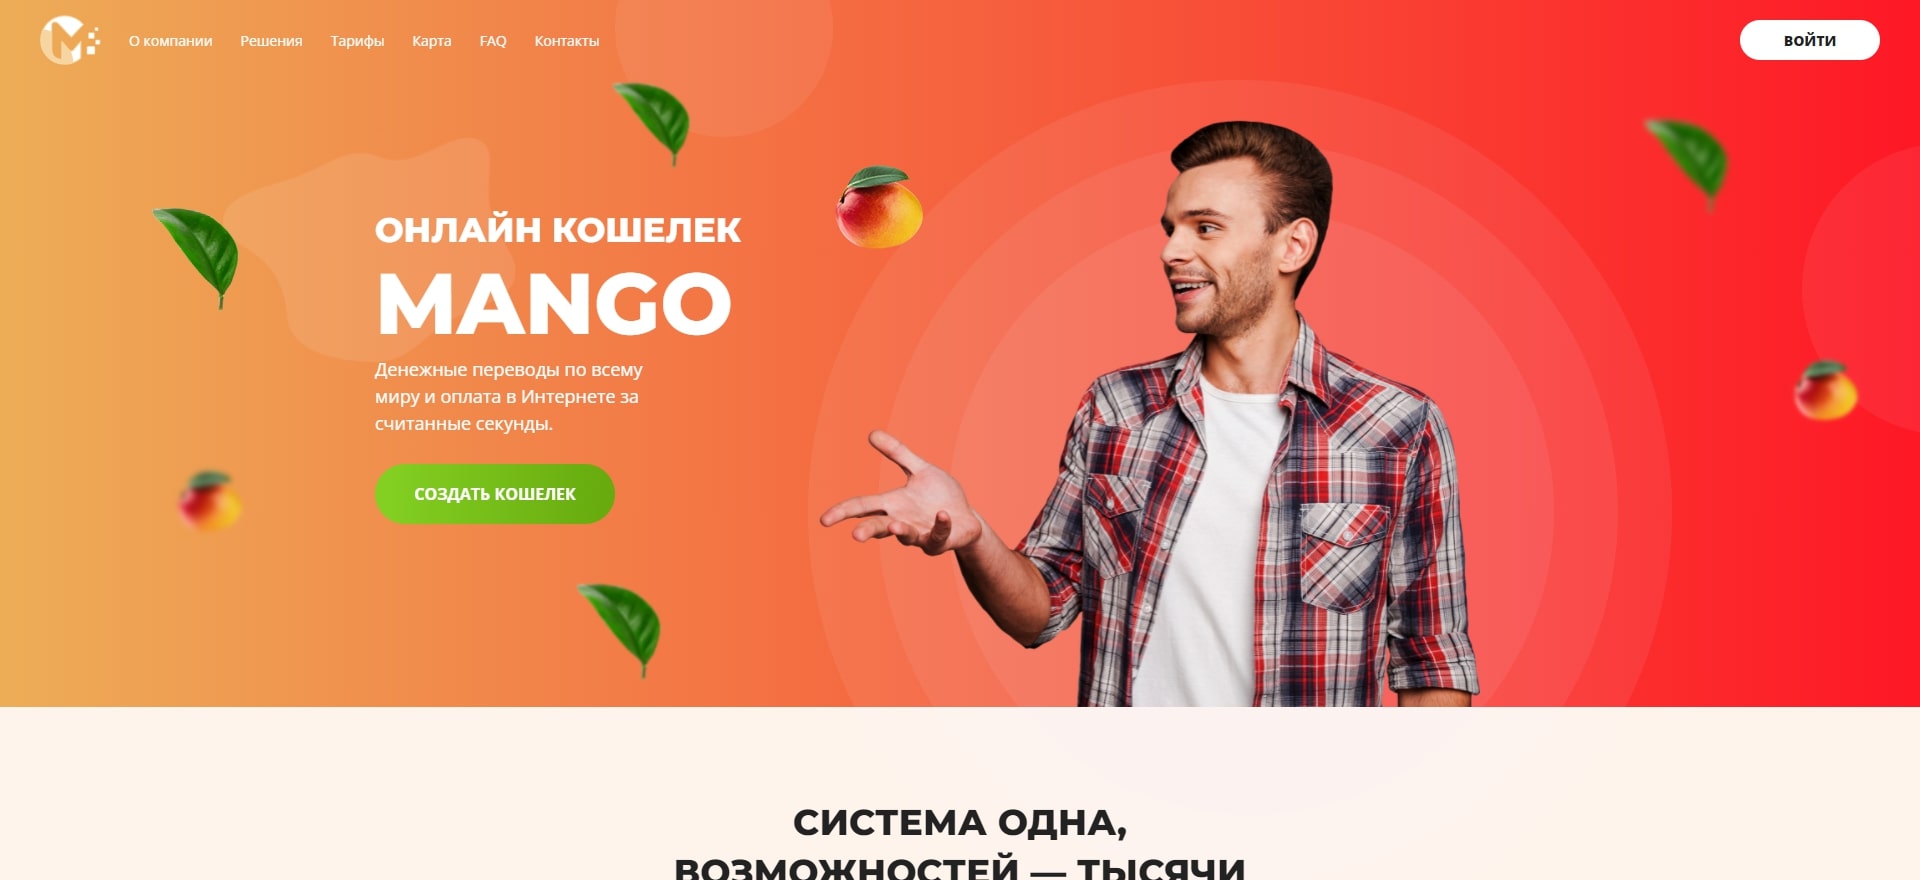 М
О компании
Решения
Тарифы
Карта
FAQ
Контакты
ВОЙТИ
ОНЛАЙН КОШЕЛЕК
MANGO
Денежные переводы по всему
миру и оплата в Интернете за
считанные секунды.
СОЗДАТЬ КОШЕЛЕК
СИСТЕМА ОДНА,
ВОЗМОЖНОСТЕЙ — ТЫСЯЧИ